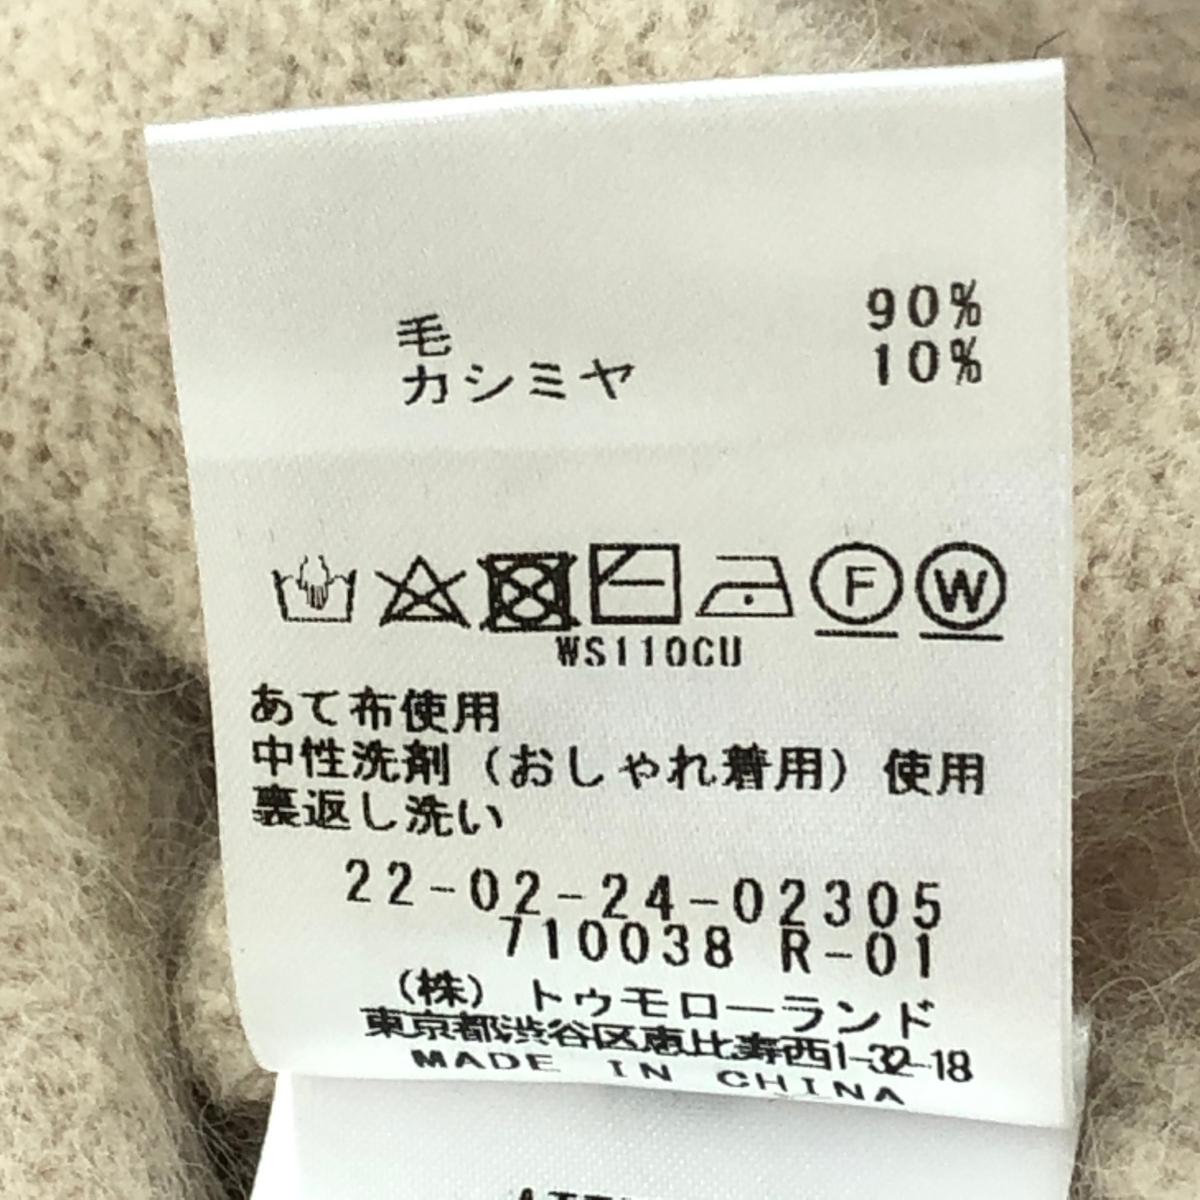 毛 90%
カシミヤ 10%
F W
WS110CU
あて布使用
中性洗剤（おしゃれ着用）使用
裏返し洗い
22-02-24-02305
710038 R-01
（株）トゥモローランド
東京都渋谷区恵比寿西1-32-18
MADE IN CHINA